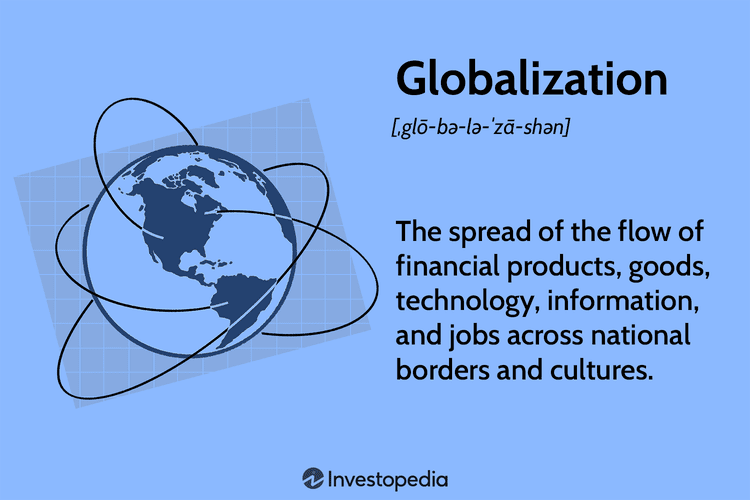 Globalization
[ˌglō-bə-lə-ˈzā-shən]
The spread of the flow of
financial products, goods,
technology, information,
and jobs across national
borders and cultures.
Investopedia